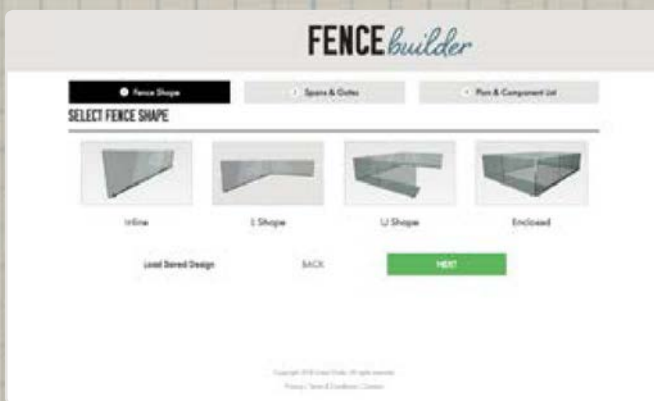 FENCE builder
Fence Shape
Spans & Gates
Plan & Component List
SELECT FENCE SHAPE
Inline
L Shape
U Shape
Enclosed
Load Saved Design
BACK
NEXT